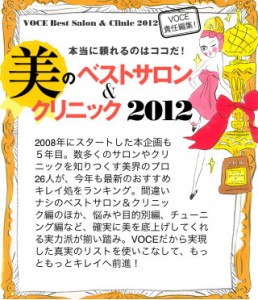 VOCE Best Salon & Clinic 2012
VOCE
責任編集！
本当に頼れるのはココだ！
美のベストサロン
&
クリニック 2012
2008年にスタートした本企画も
５年目。数多くのサロンやクリ
ニックを知りつくす美界のプロ
26人が、今年も最新のおすすめ
キレイ処をランキング。間違い
ナシのベストサロン＆クリニッ
ク編のほか、悩みや目的別編、チューニ
ング編など、確実に美を底上げしてくれ
る実力派が揃い踏み。VOCEだから実現
した真実のリストを使いこなして、もっ
ともっとキレイへ前進！